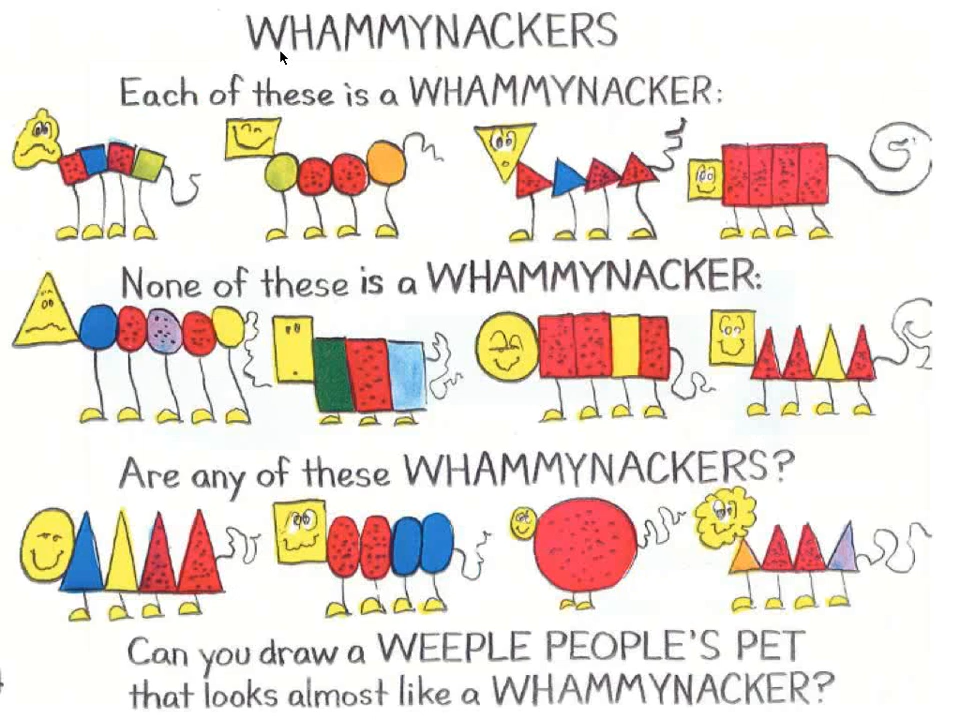 WHAMMYNACKERS
Each of these is a WHAMMYNACKER:
None of these is a WHAMMYNACKER:
Are any of these WHAMMYNACKERS?
Can you draw a WEEPLE PEOPLE'S PET
that looks almost like a WHAMMYNACKER?